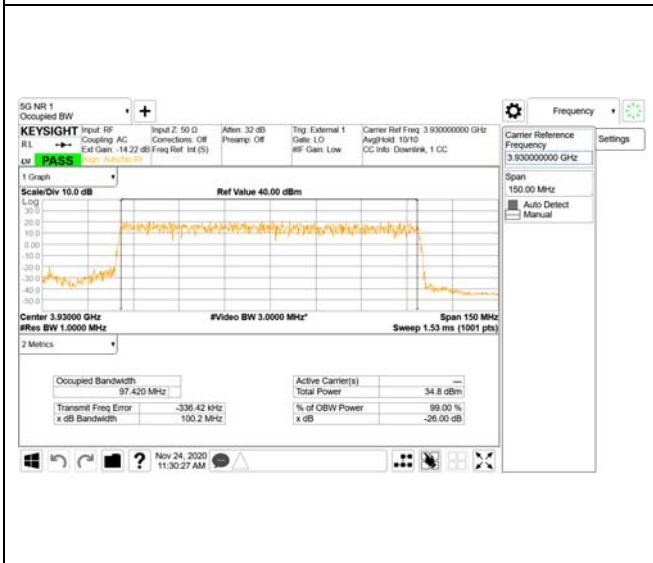 5G NR 1
Occupied BW
+
Frequency
KEYSIGHT Input: RF Input Z: 50 Ω Atten: 32 dB Trig: External 1 Carrier Ref Freq: 3.930000000 GHz
RL Coupling: AC Corrections: Off Preamp: Off Gate: LO Avg|Hold: 10/10
Ext Gain: -14.22 dB Freq Ref: Int (S) #IF Gain: Low CC Info: Downlink, 1 CC
PASS Align: Auto/No RF
Carrier Reference
Frequency
3.930000000 GHz
Settings
Span
150.00 MHz
Auto Detect
Manual
1 Graph
Scale/Div 10.0 dB Ref Value 40.00 dBm
Log
30.0
20.0
10.0
0.00
-10.0
-20.0
-30.0
-40.0
-50.0
Center 3.93000 GHz #Video BW 3.0000 MHz* Span 150 MHz
#Res BW 1.0000 MHz Sweep 1.53 ms (1001 pts)
2 Metrics
Occupied Bandwidth Active Carrier(s) ---
97.420 MHz Total Power 34.8 dBm
Transmit Freq Error -336.42 kHz % of OBW Power 99.00 %
x dB Bandwidth 100.2 MHz x dB -26.00 dB
? Nov 24, 2020
11:30:27 AM